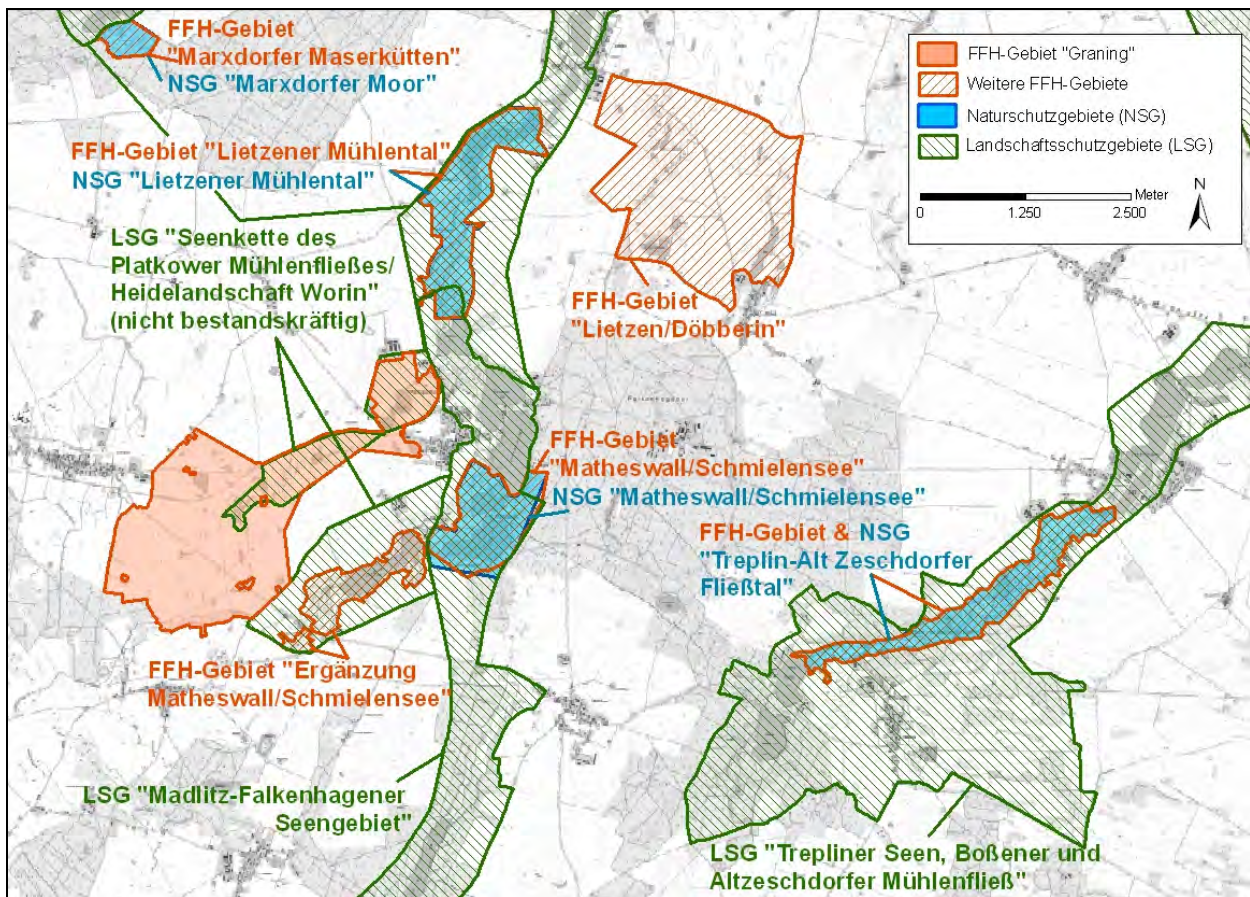 FFH-Gebiet
"Marxdorfer Maserkütten"
NSG "Marxdorfer Moor"
FFH-Gebiet "Lietzener Mühlental"
NSG "Lietzener Mühlental"
LSG "Seenkette des
Platkower Mühlenfließes/
Heidelandschaft Worin"
(nicht bestandskräftig)
FFH-Gebiet
"Lietzen/Döbberin"
FFH-Gebiet "Graning"
Weitere FFH-Gebiete
Naturschutzgebiete (NSG)
Landschaftsschutzgebiete (LSG)
Meter
0 1.250 2.500
N
FFH-Gebiet
"Matheswall/Schmielensee"
NSG "Matheswall/Schmielensee"
FFH-Gebiet & NSG
"Treplin-Alt Zeschdorfer
Fließtal"
FFH-Gebiet "Ergänzung
Matheswall/Schmielensee"
LSG "Madlitz-Falkenhagener
Seengebiet"
LSG "Trepliner Seen, Boßener und
Altzeschdorfer Mühlenfließ"